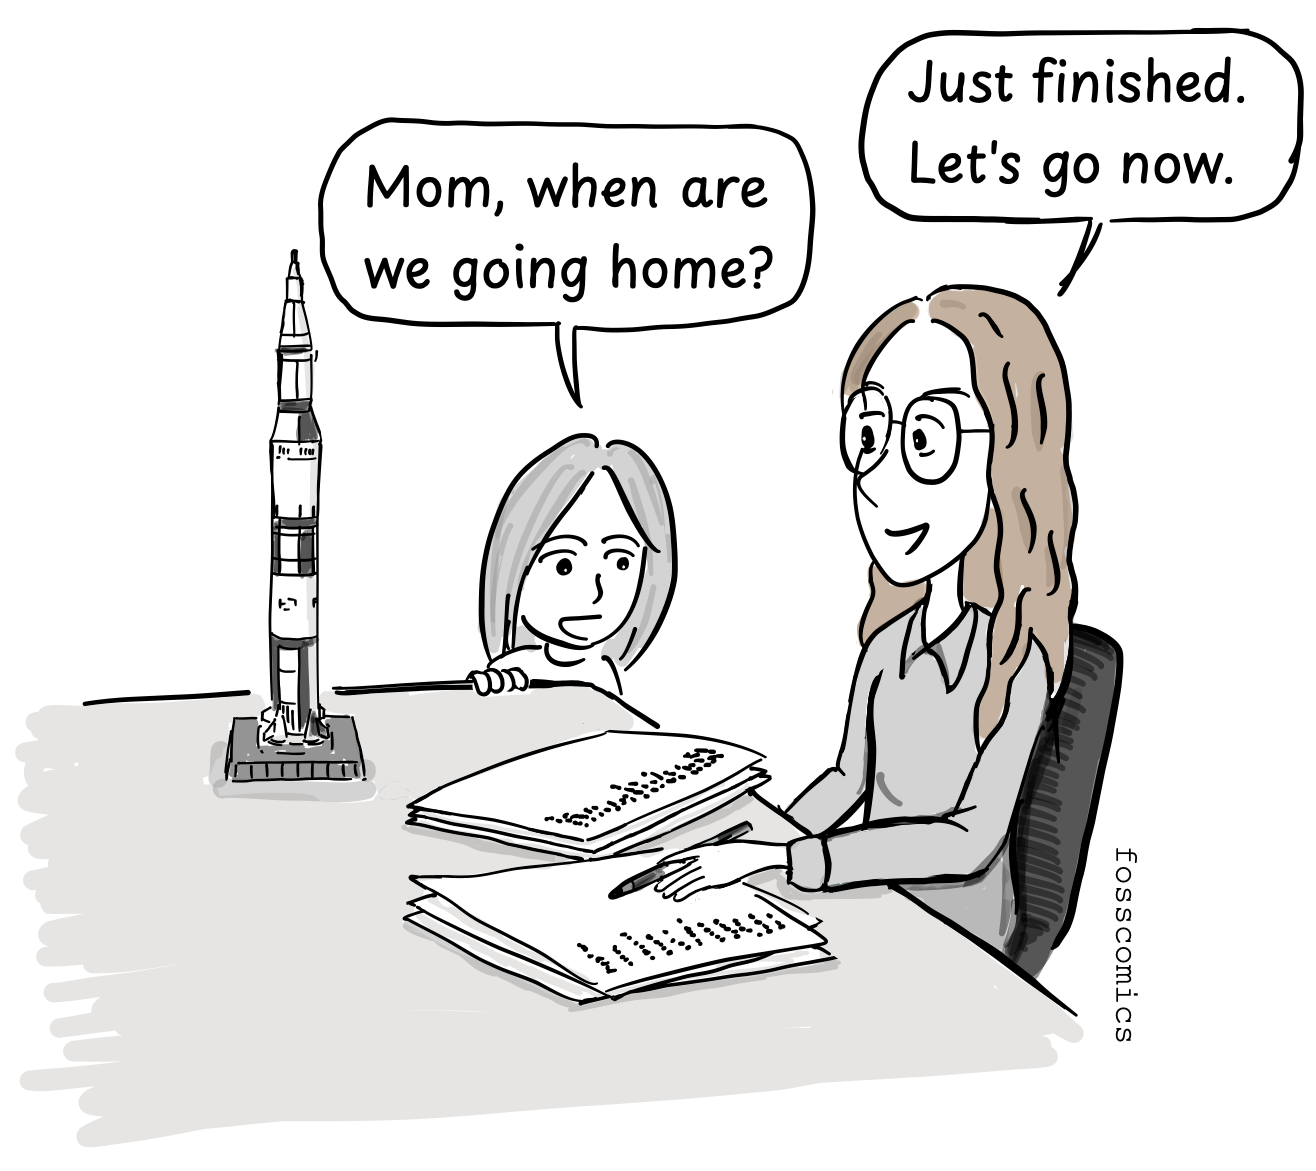 Mom, when are
we going home?
Just finished.
Let's go now.
fosscomics